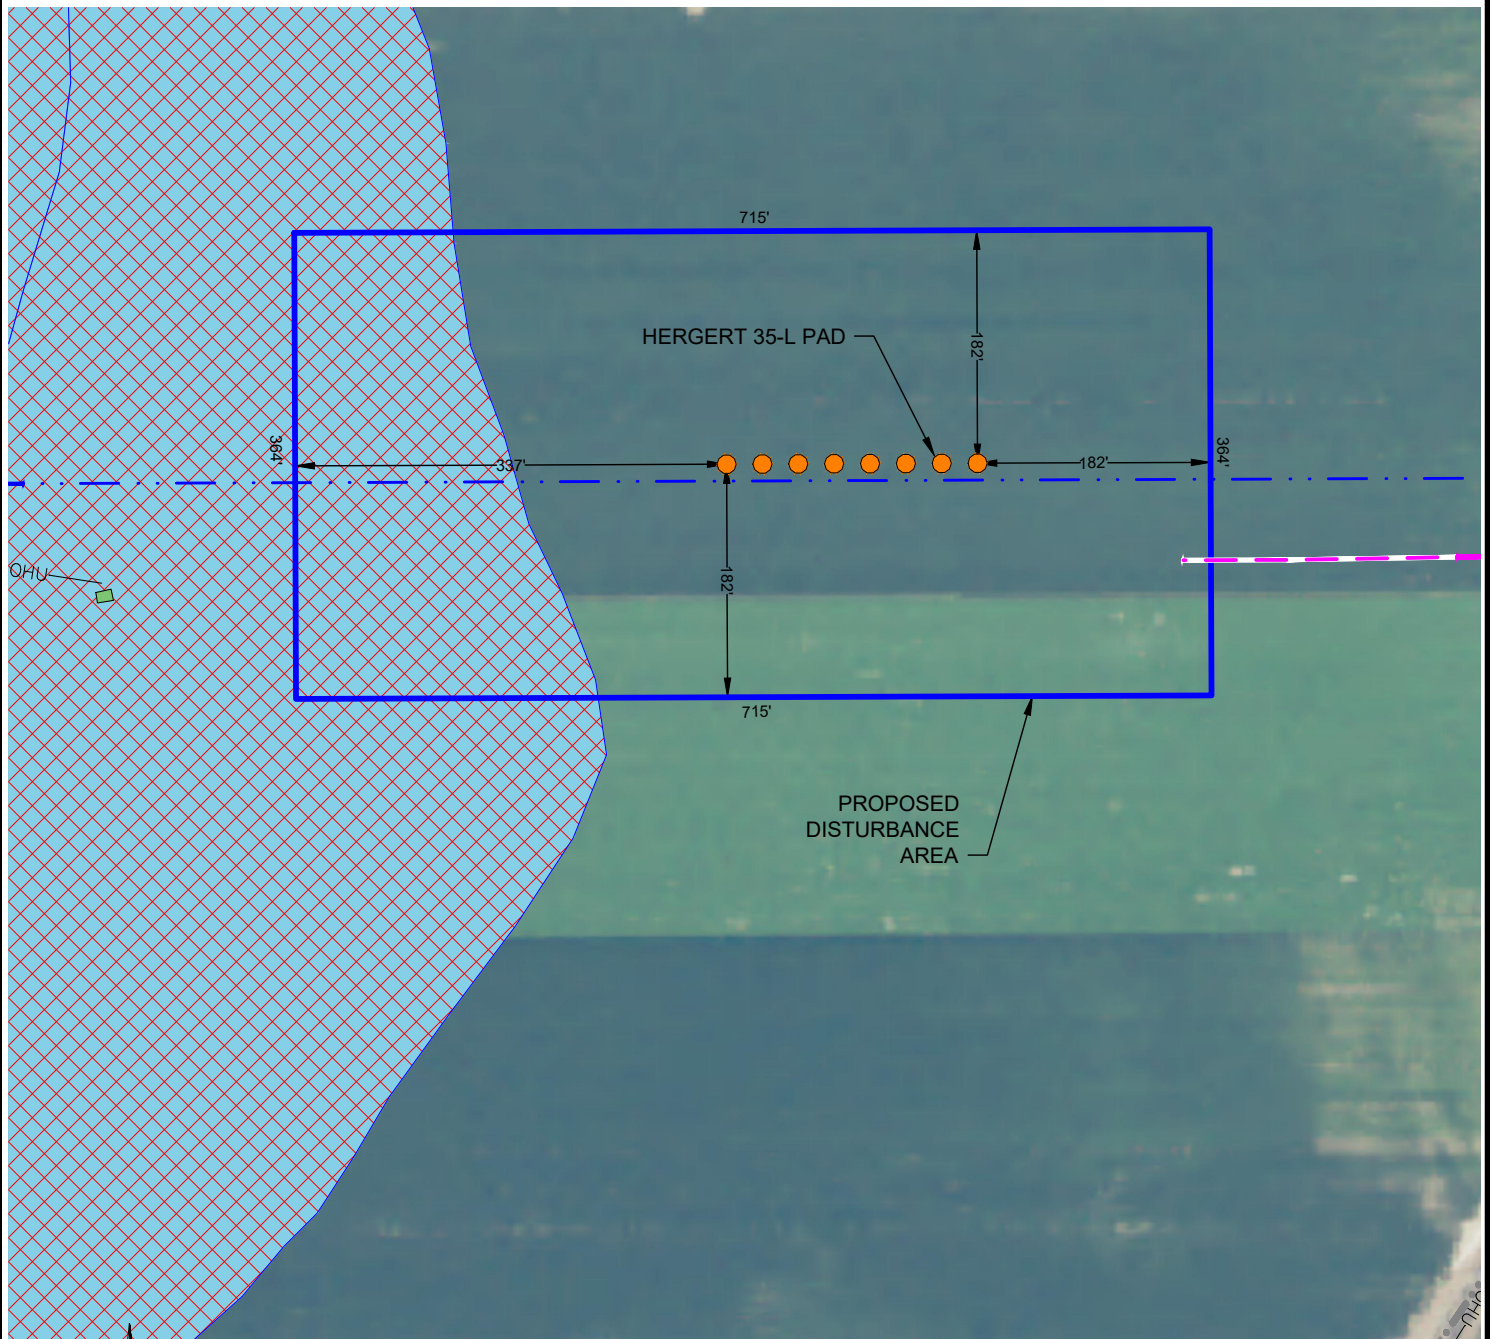 715'
HERGERT 35-L PAD
182'
364'
337'
182'
364'
OHU
182'
715'
PROPOSED
DISTURBANCE
AREA
OHU